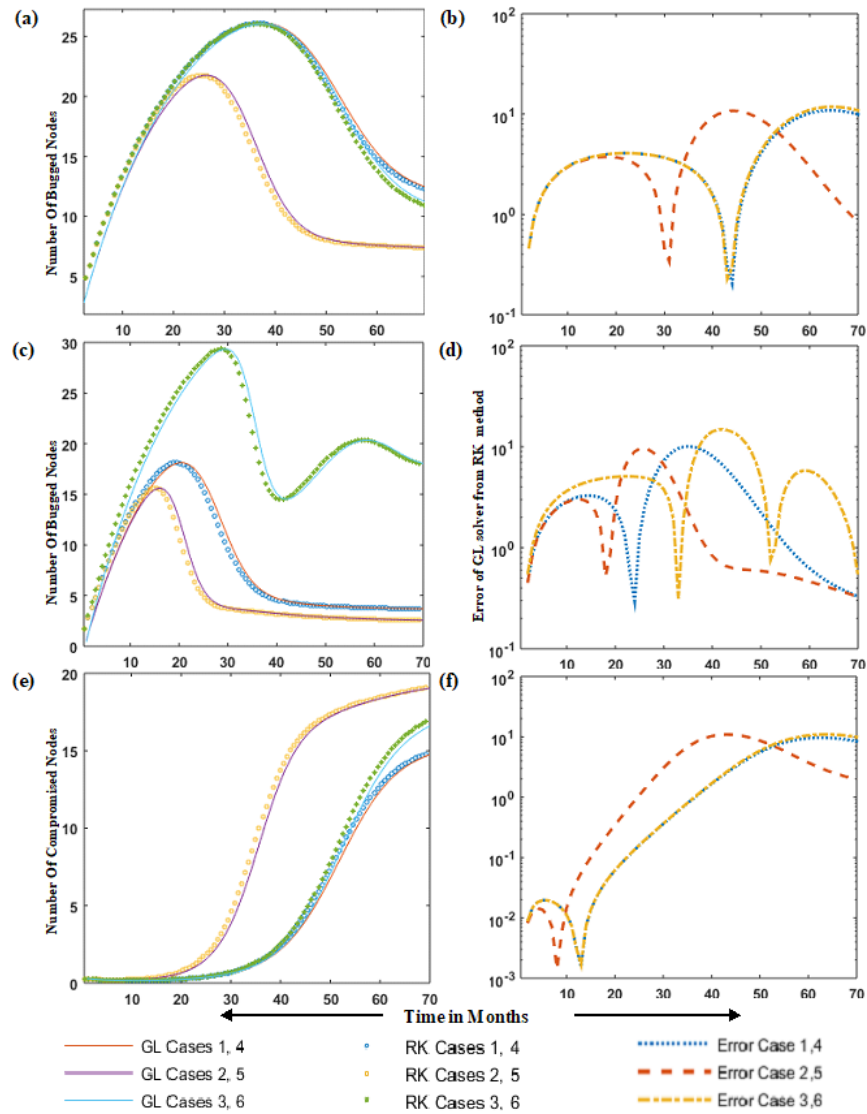 (a)
Number Of Bugged Nodes
25
20
15
10
5
10 20 30 40 50 60
(b)
10^2
10^1
10^0
10^-1
10 20 30 40 50 60 70
(c)
Number Of Bugged Nodes
30
25
20
15
10
5
0
10 20 30 40 50 60 70
(d)
Error of GL solver from RK method
10^2
10^1
10^0
10^-1
10 20 30 40 50 60 70
(e)
Number Of Compromised Nodes
20
15
10
5
0
10 20 30 40 50 60 70
(f)
10^2
10^1
10^0
10^-1
10^-2
10^-3
10 20 30 40 50 60 70
Time in Months
GL Cases 1, 4 RK Cases 1, 4 Error Case 1,4
GL Cases 2, 5 RK Cases 2, 5 Error Case 2,5
GL Cases 3, 6 RK Cases 3, 6 Error Case 3,6